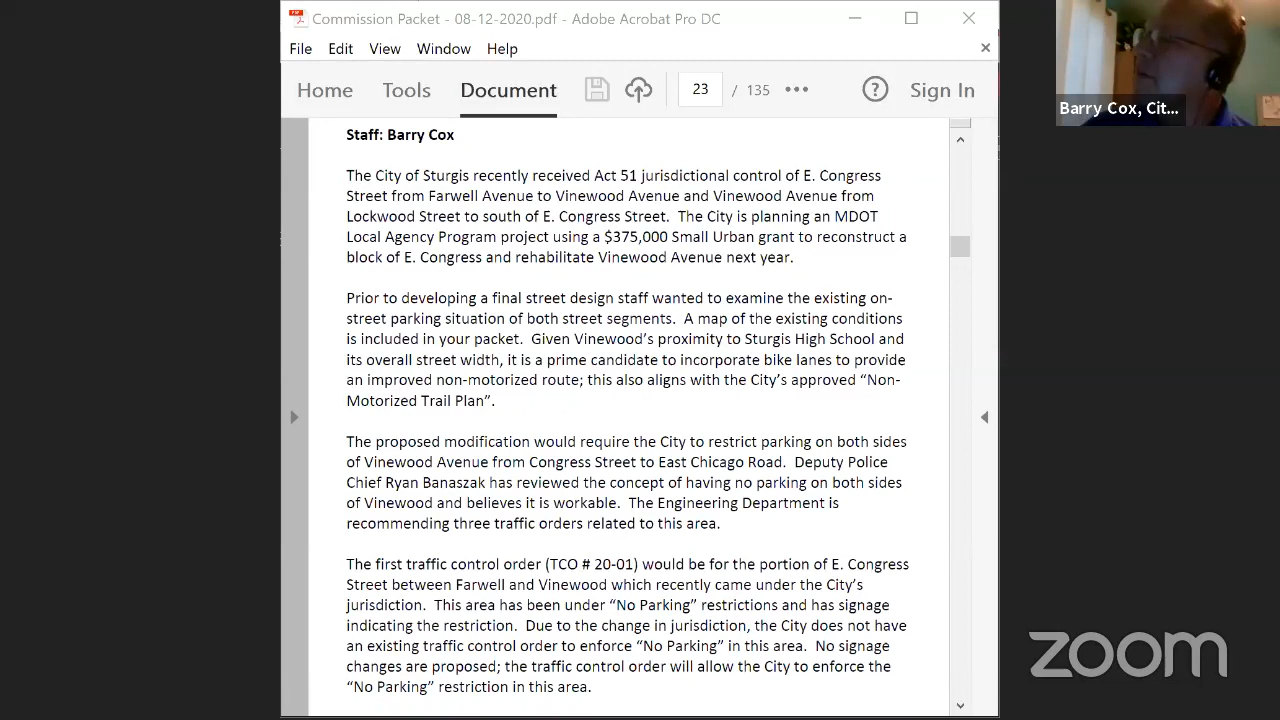 Commission Packet - 08-12-2020.pdf - Adobe Acrobat Pro DC
File Edit View Window Help
Home Tools Document 23 / 135 Sign In
Barry Cox, Cit...
Staff: Barry Cox
The City of Sturgis recently received Act 51 jurisdictional control of E. Congress
Street from Farwell Avenue to Vinewood Avenue and Vinewood Avenue from
Lockwood Street to south of E. Congress Street. The City is planning an MDOT
Local Agency Program project using a $375,000 Small Urban grant to reconstruct a
block of E. Congress and rehabilitate Vinewood Avenue next year.
Prior to developing a final street design staff wanted to examine the existing on-
street parking situation of both street segments. A map of the existing conditions
is included in your packet. Given Vinewood’s proximity to Sturgis High School and
its overall street width, it is a prime candidate to incorporate bike lanes to provide
an improved non-motorized route; this also aligns with the City’s approved “Non-
Motorized Trail Plan”.
The proposed modification would require the City to restrict parking on both sides
of Vinewood Avenue from Congress Street to East Chicago Road. Deputy Police
Chief Ryan Banaszak has reviewed the concept of having no parking on both sides
of Vinewood and believes it is workable. The Engineering Department is
recommending three traffic orders related to this area.
The first traffic control order (TCO # 20-01) would be for the portion of E. Congress
Street between Farwell and Vinewood which recently came under the City’s
jurisdiction. This area has been under “No Parking” restrictions and has signage
indicating the restriction. Due to the change in jurisdiction, the City does not have
an existing traffic control order to enforce “No Parking” in this area. No signage
changes are proposed; the traffic control order will allow the City to enforce the
“No Parking” restriction in this area.
zoom